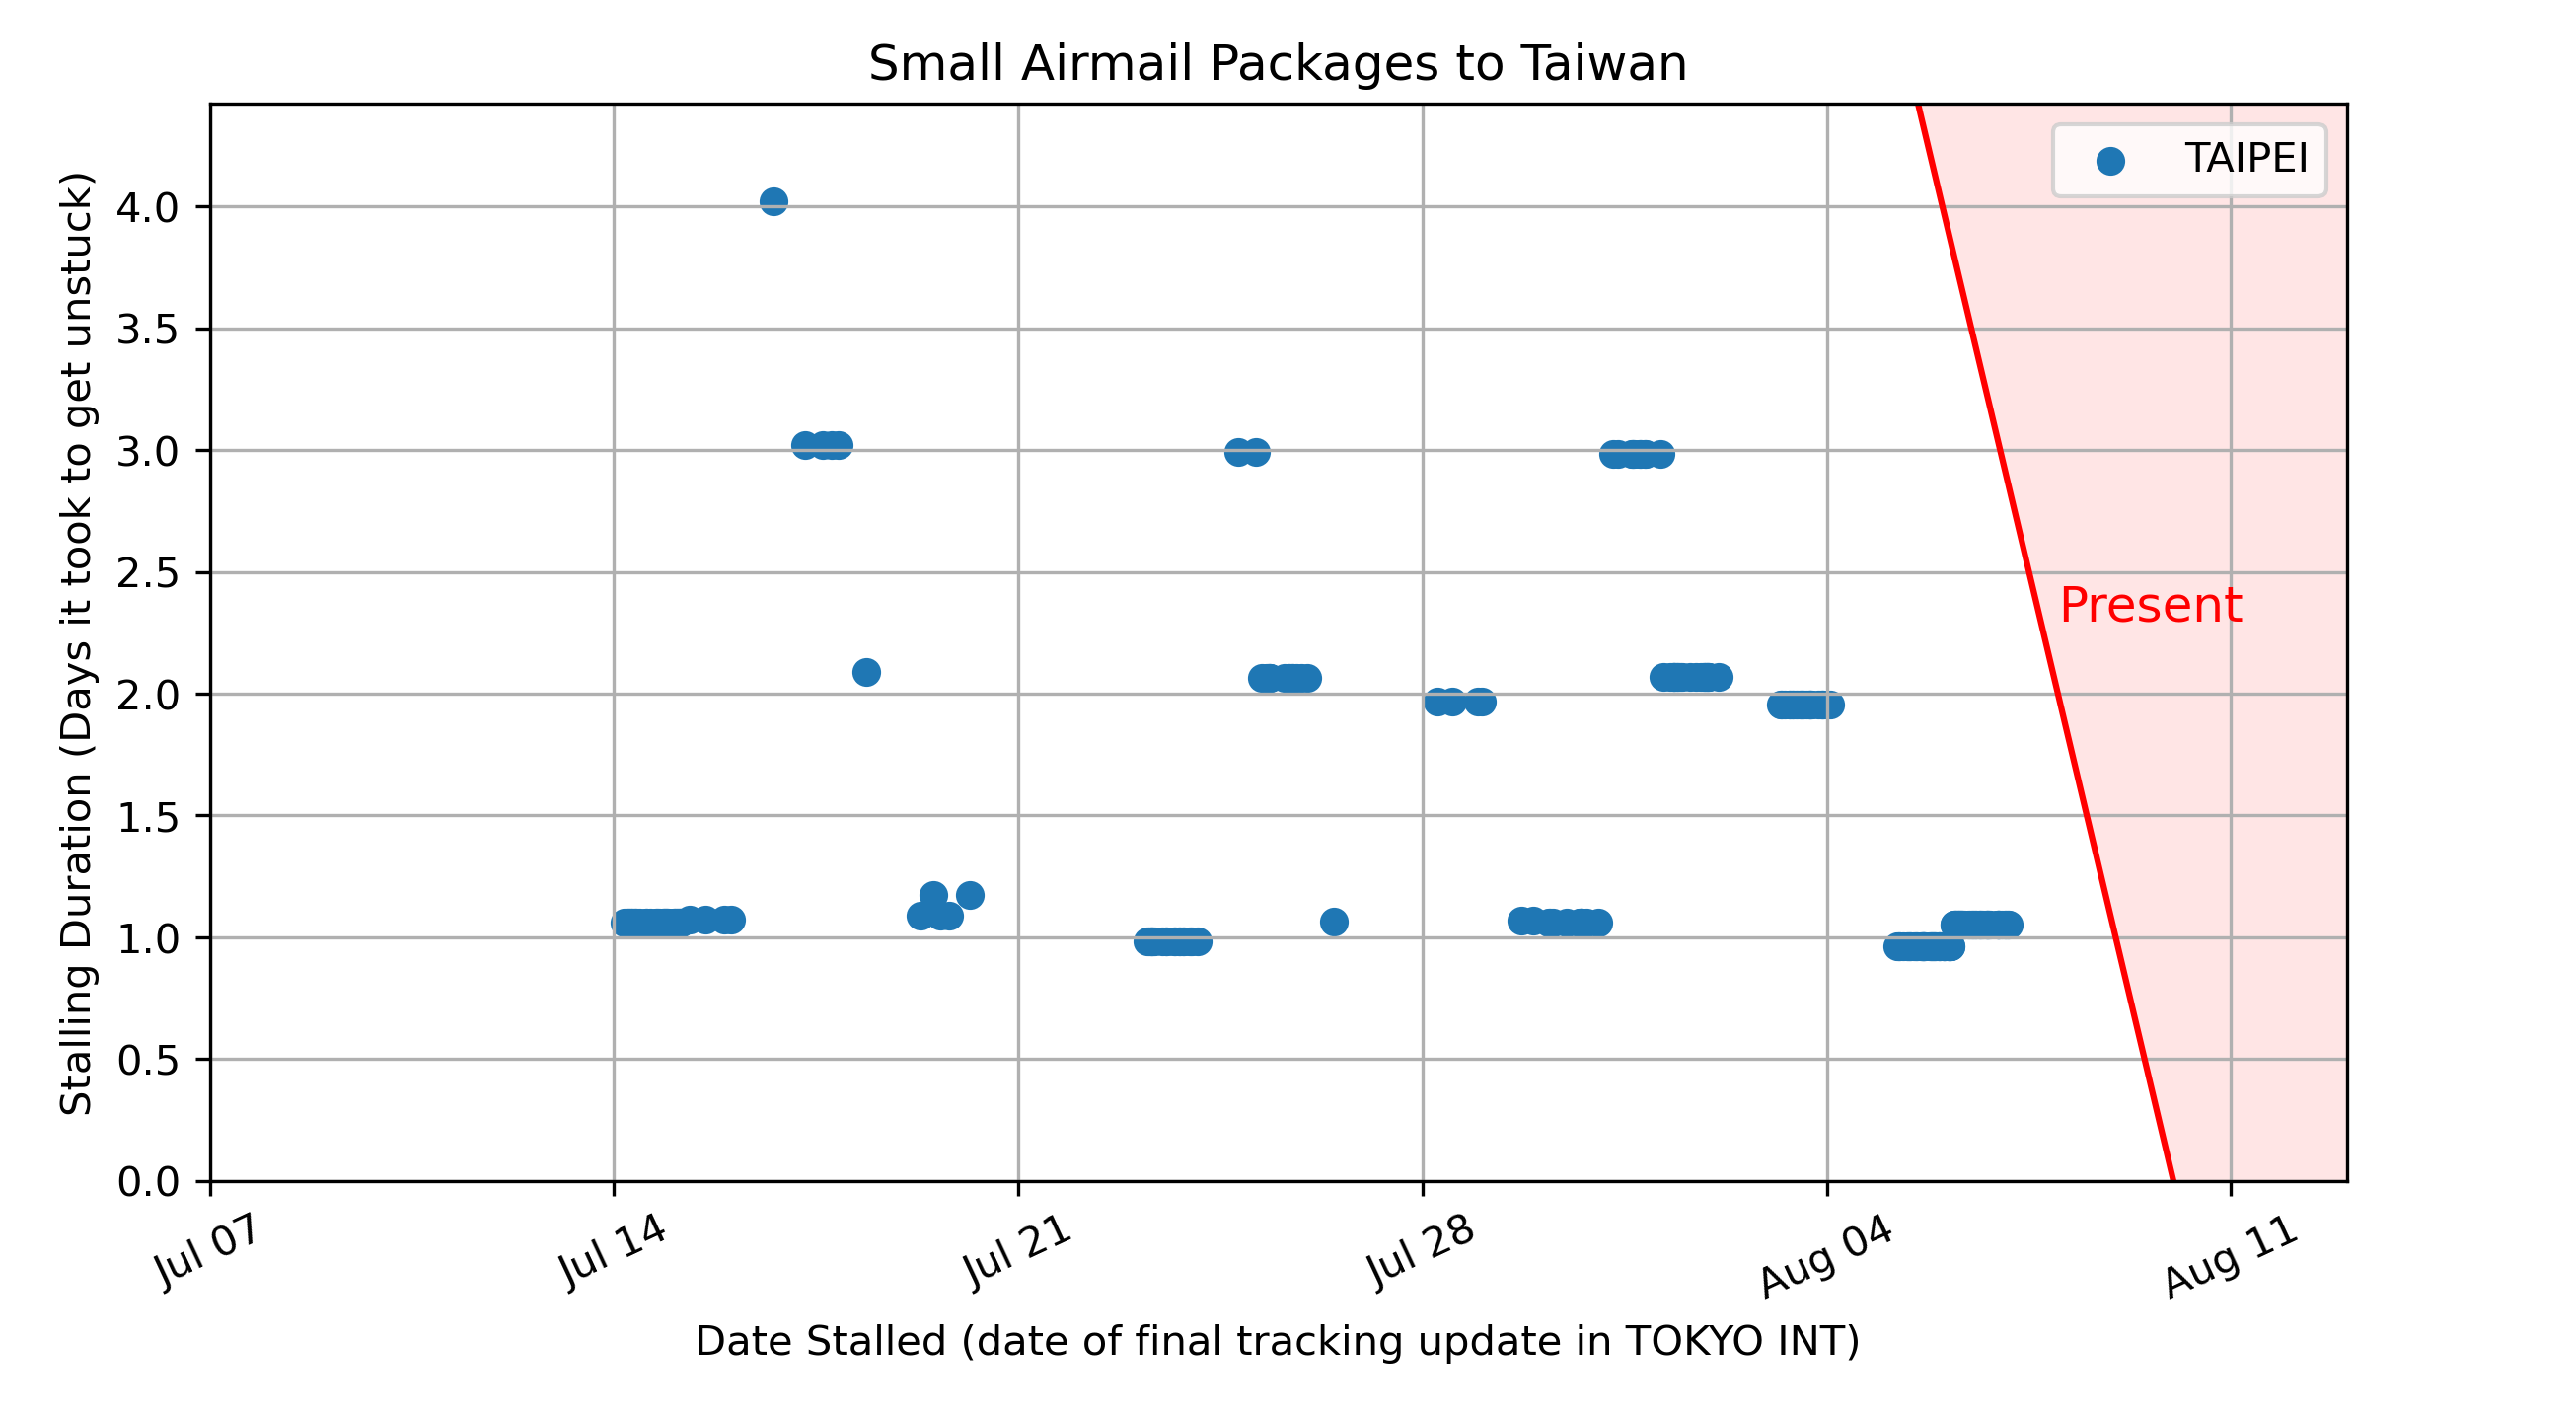 Small Airmail Packages to Taiwan
TAIPEI
Stalling Duration (Days it took to get unstuck)
4.0
3.5
3.0
2.5
2.0
1.5
1.0
0.5
0.0
Present
Jul 07
Jul 14
Jul 21
Jul 28
Aug 04
Aug 11
Date Stalled (date of final tracking update in TOKYO INT)